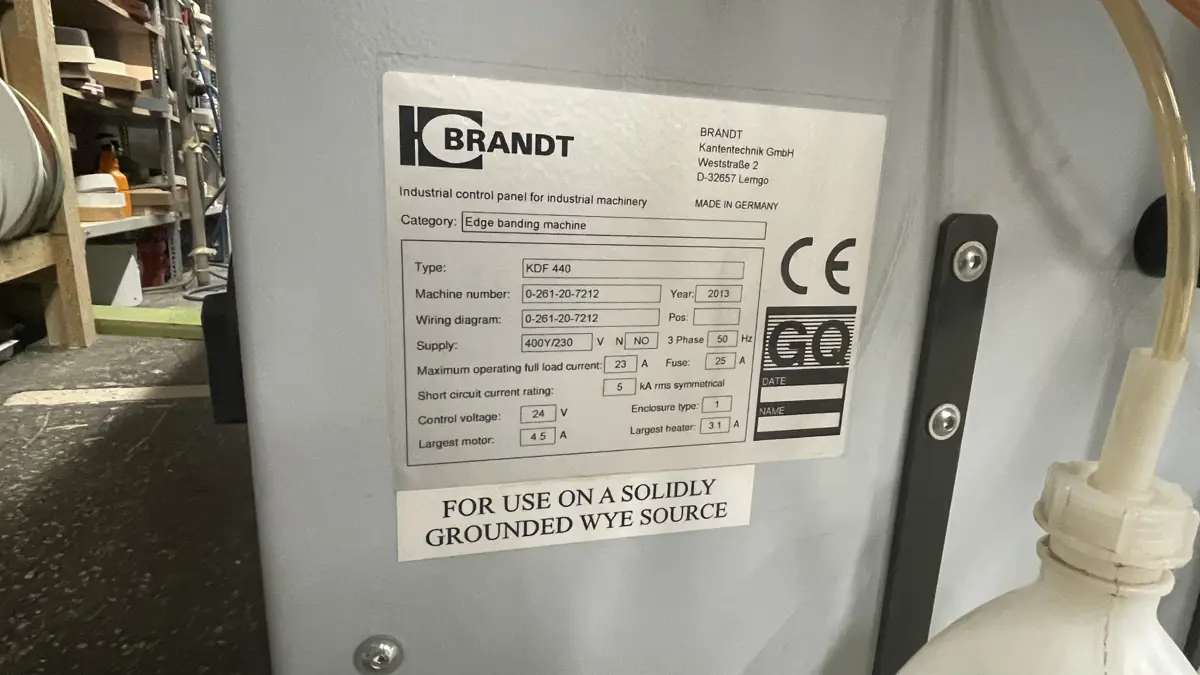 BRANDT
BRANDT
Kantentechnik GmbH
Weststraße 2
D-32657 Lemgo
Industrial control panel for industrial machinery
MADE IN GERMANY
Category: Edge banding machine
Type: KDF 440
Machine number: 0-261-20-7212 Year: 2013
Wiring diagram: 0-261-20-7212 Pos:
Supply: 400Y/230 V N NO 3 Phase 50 Hz
Maximum operating full load current: 23 A Fuse: 25 A
Short circuit current rating: 5 kA rms symmetrical
Control voltage: 24 V Enclosure type: 1
Largest motor: 4.5 A Largest heater: 3.1 A
CE
GQ
DATE
NAME
FOR USE ON A SOLIDLY
GROUNDED WYE SOURCE